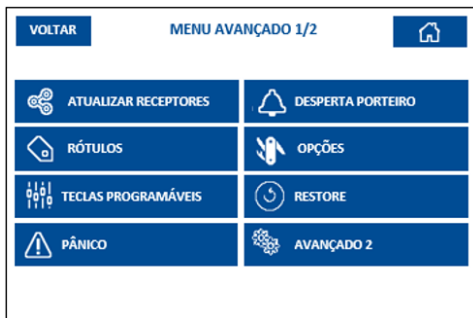 VOLTAR
MENU AVANÇADO 1/2
ATUALIZAR RECEPTORES
DESPERTA PORTEIRO
RÓTULOS
OPÇÕES
TECLAS PROGRAMÁVEIS
RESTORE
PÂNICO
AVANÇADO 2